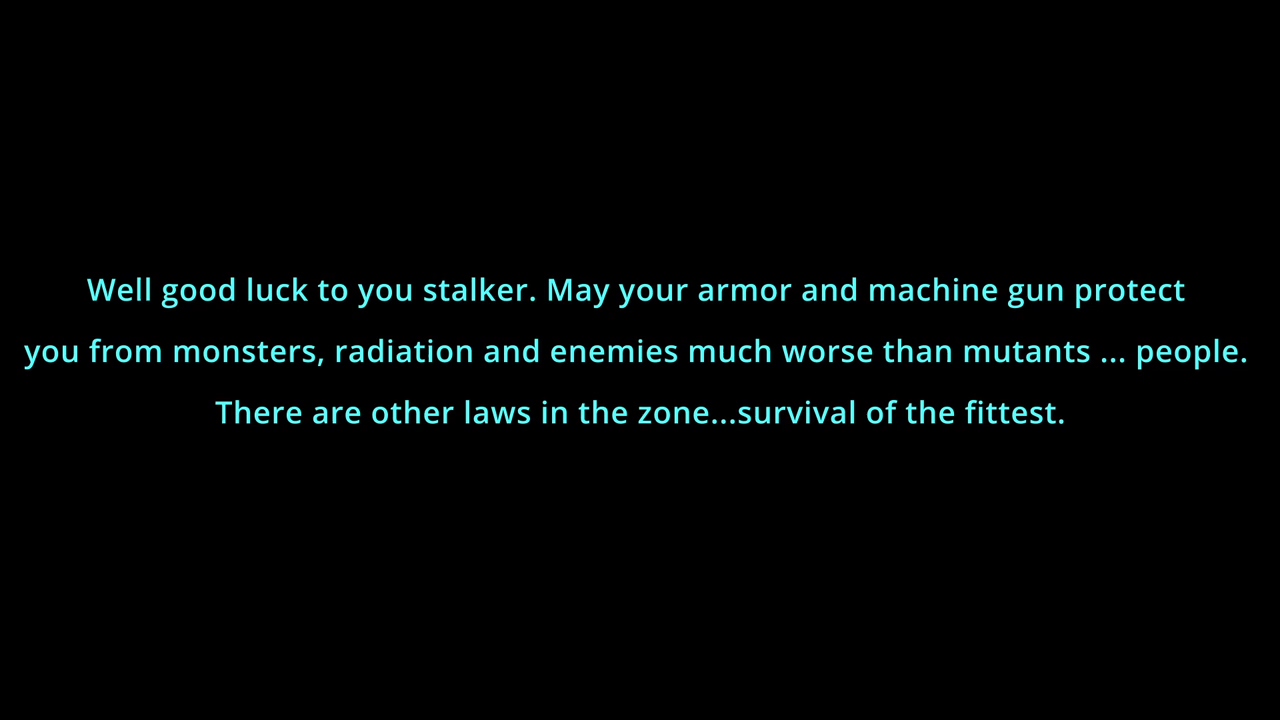 Well good luck to you stalker. May your armor and machine gun protect
you from monsters, radiation and enemies much worse than mutants ... people.
There are other laws in the zone...survival of the fittest.